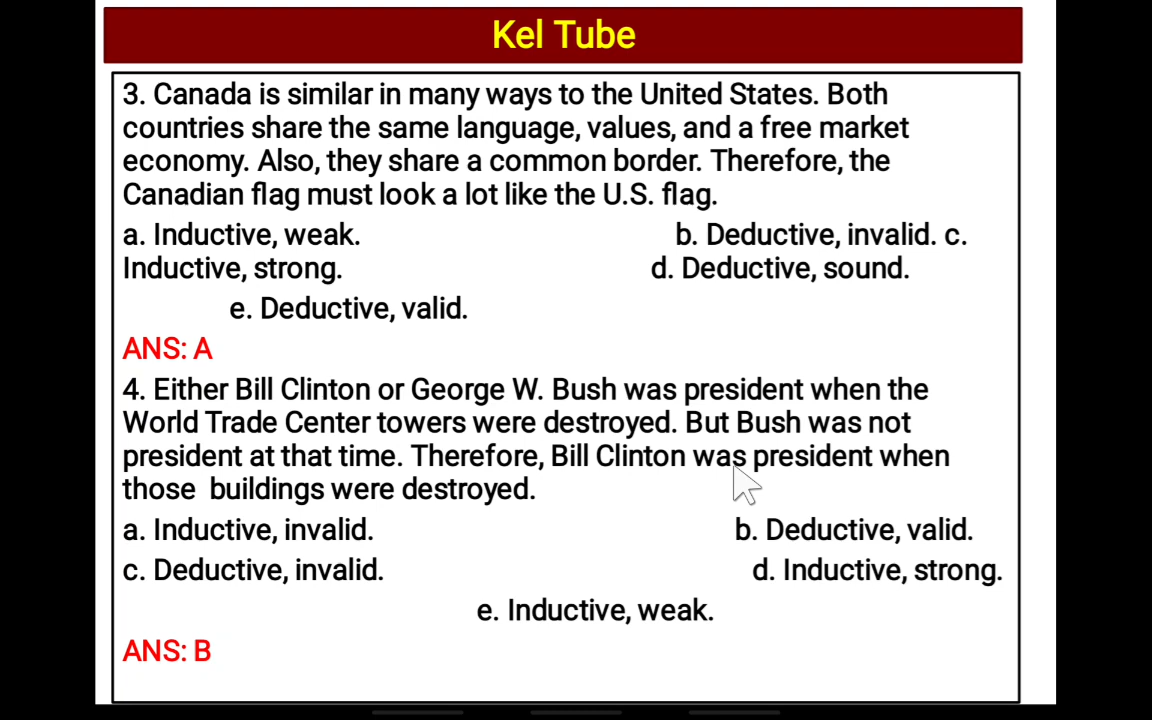 Kel Tube
3. Canada is similar in many ways to the United States. Both
countries share the same language, values, and a free market
economy. Also, they share a common border. Therefore, the
Canadian flag must look a lot like the U.S. flag.
a. Inductive, weak. b. Deductive, invalid. c.
Inductive, strong. d. Deductive, sound.
e. Deductive, valid.
ANS: A
4. Either Bill Clinton or George W. Bush was president when the
World Trade Center towers were destroyed. But Bush was not
president at that time. Therefore, Bill Clinton was president when
those buildings were destroyed.
a. Inductive, invalid. b. Deductive, valid.
c. Deductive, invalid. d. Inductive, strong.
e. Inductive, weak.
ANS: B